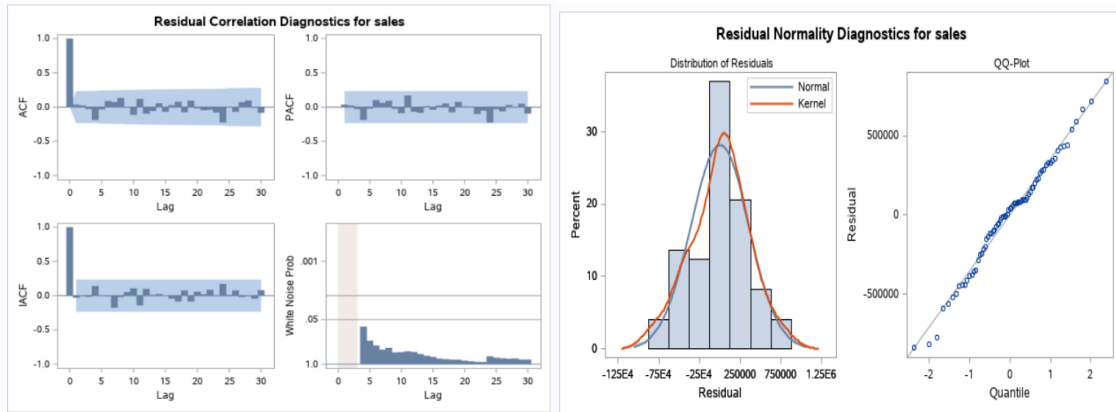 Residual Correlation Diagnostics for sales
ACF
1.0
0.5
0.0
-0.5
-1.0
0 5 10 15 20 25 30
Lag
PACF
1.0
0.5
0.0
-0.5
-1.0
0 5 10 15 20 25 30
Lag
IACF
1.0
0.5
0.0
-0.5
-1.0
0 5 10 15 20 25 30
Lag
White Noise Prob
.001
.05
1.0
0 5 10 15 20 25 30
Lag
Residual Normality Diagnostics for sales
Distribution of Residuals
Normal
Kernel
Percent
30
20
10
0
-125E4 -75E4 -25E4 250000 750000 1.25E6
Residual
QQ-Plot
Residual
500000
0
-500000
-2 -1 0 1 2
Quantile